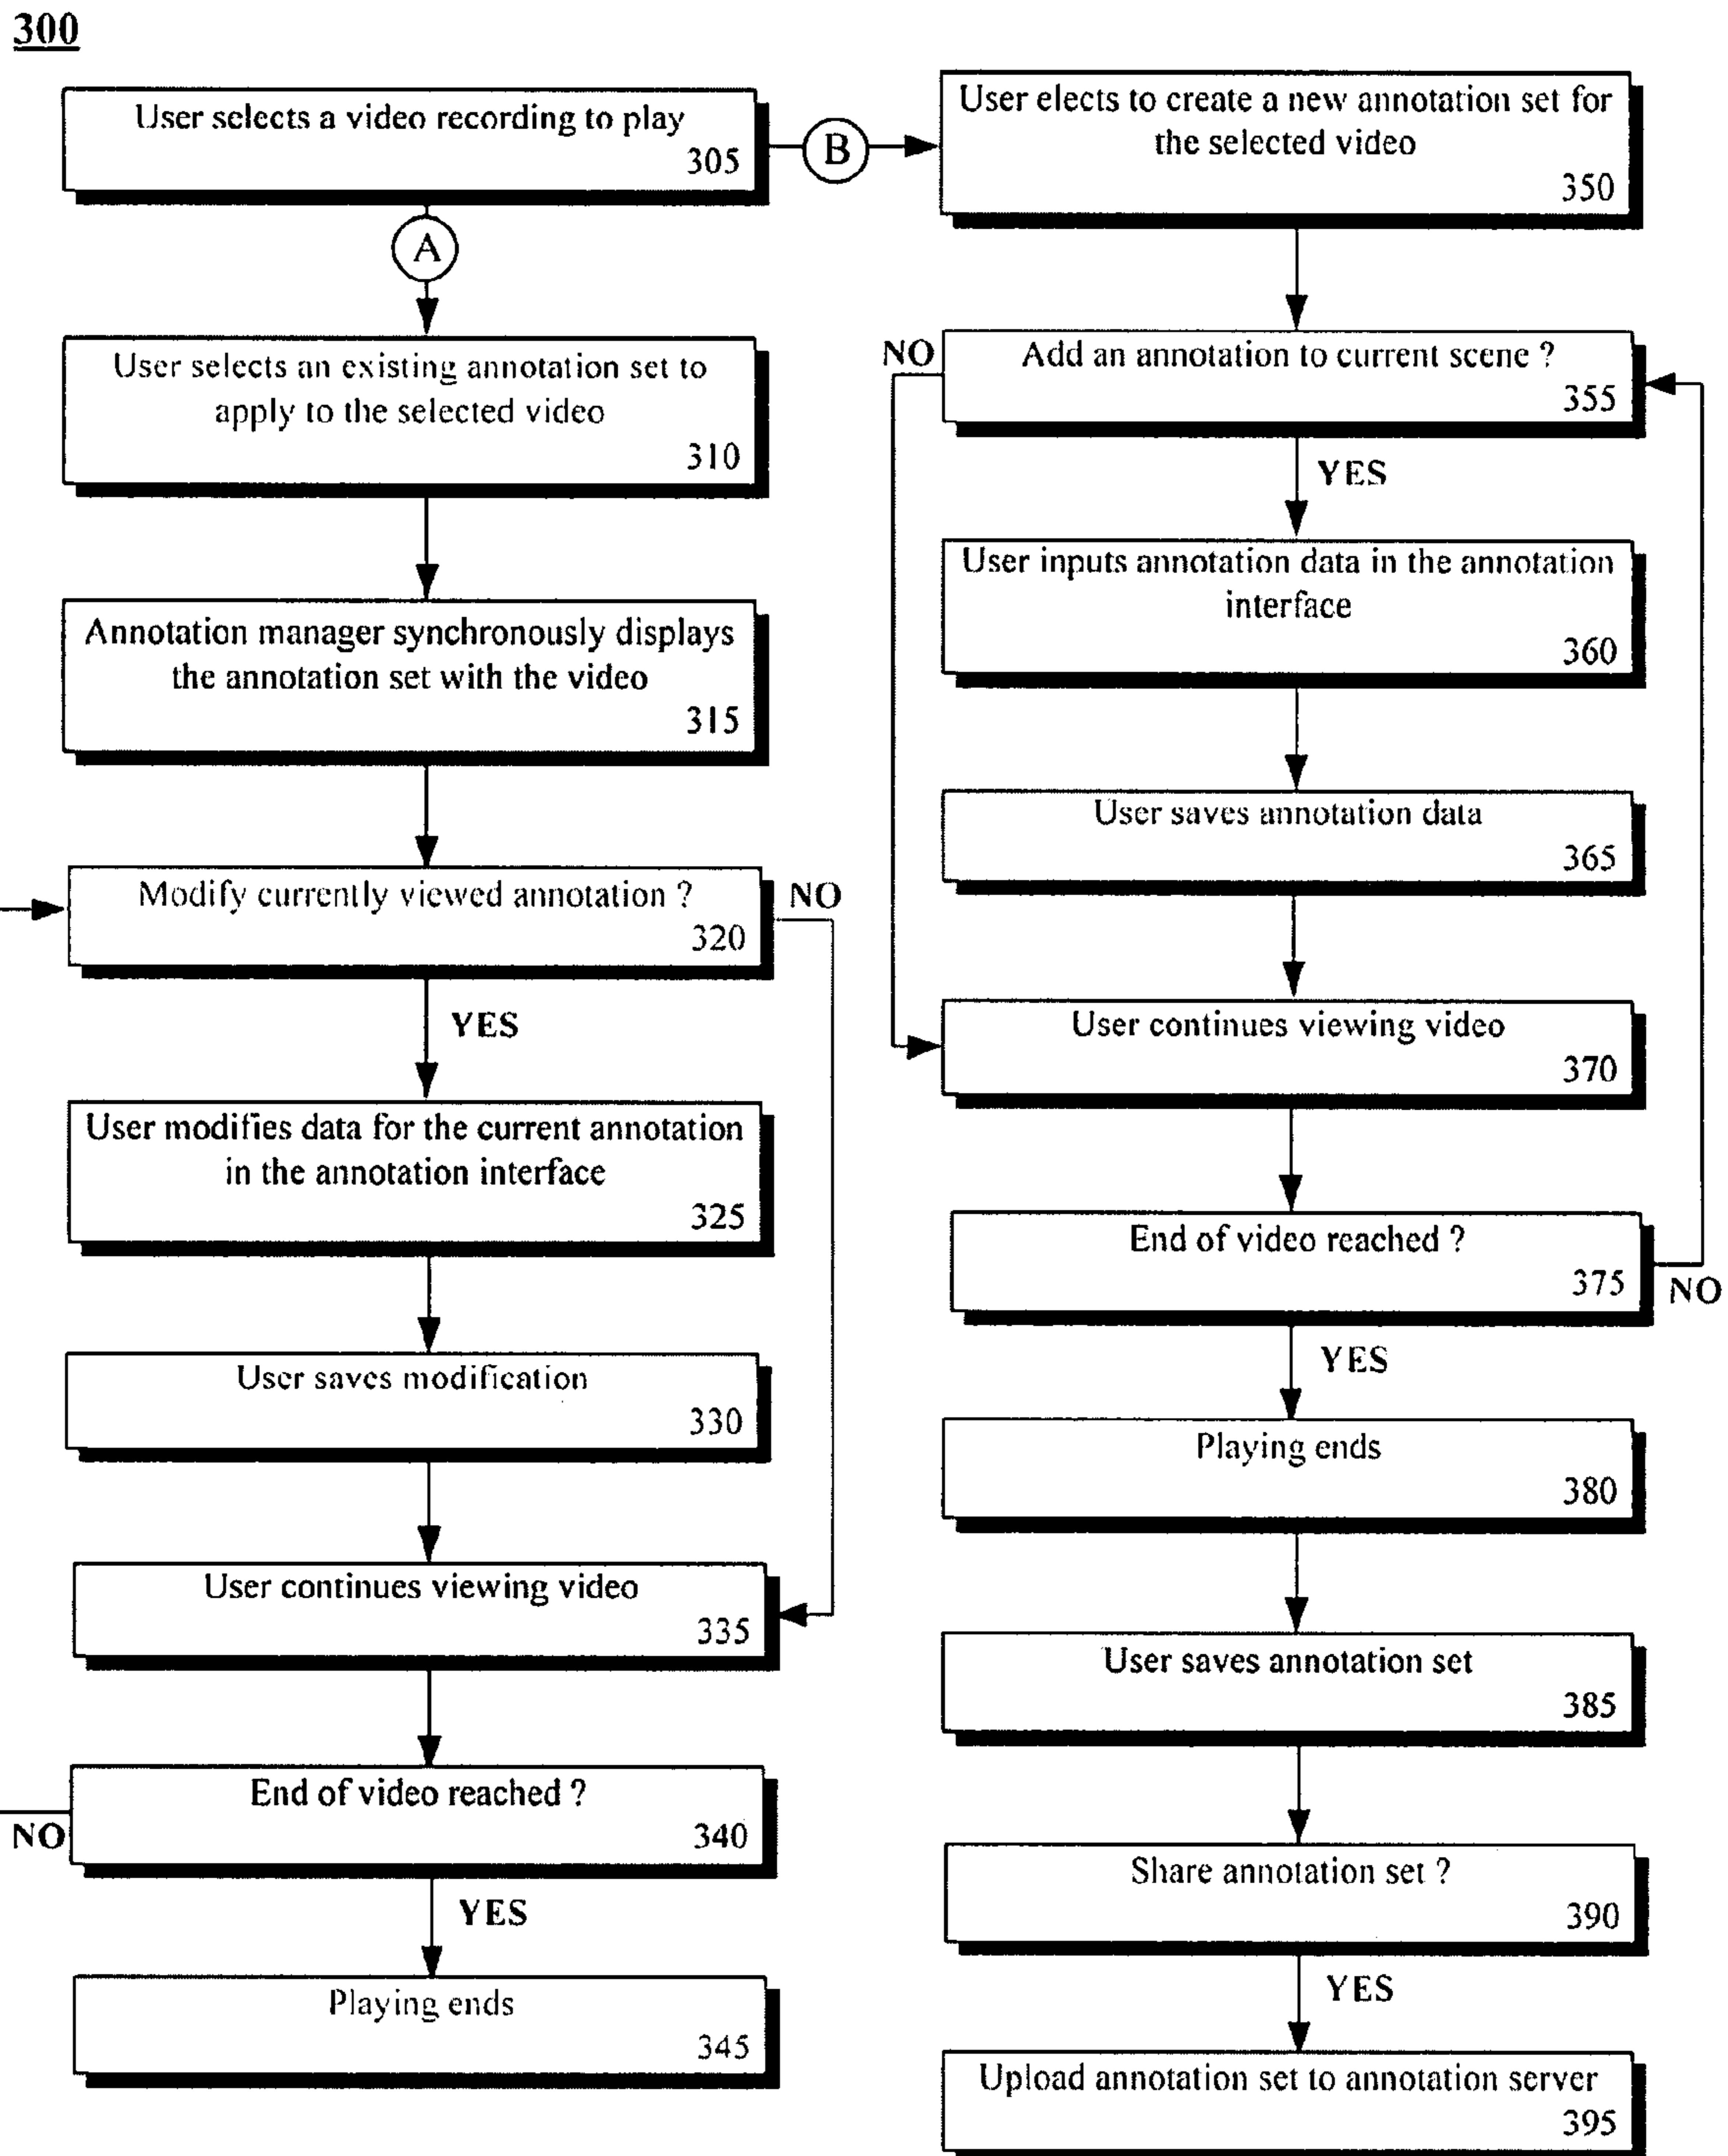 300
User selects a video recording to play
305
A
User selects an existing annotation set to
apply to the selected video
310
Annotation manager synchronously displays
the annotation set with the video
315
Modify currently viewed annotation ?
320
NO
YES
User modifies data for the current annotation
in the annotation interface
325
User saves modification
330
User continues viewing video
335
End of video reached ?
340
NO
YES
Playing ends
345
B
User elects to create a new annotation set for
the selected video
350
NO
Add an annotation to current scene ?
355
YES
User inputs annotation data in the annotation
interface
360
User saves annotation data
365
User continues viewing video
370
End of video reached ?
375
NO
YES
Playing ends
380
User saves annotation set
385
Share annotation set ?
390
YES
Upload annotation set to annotation server
395